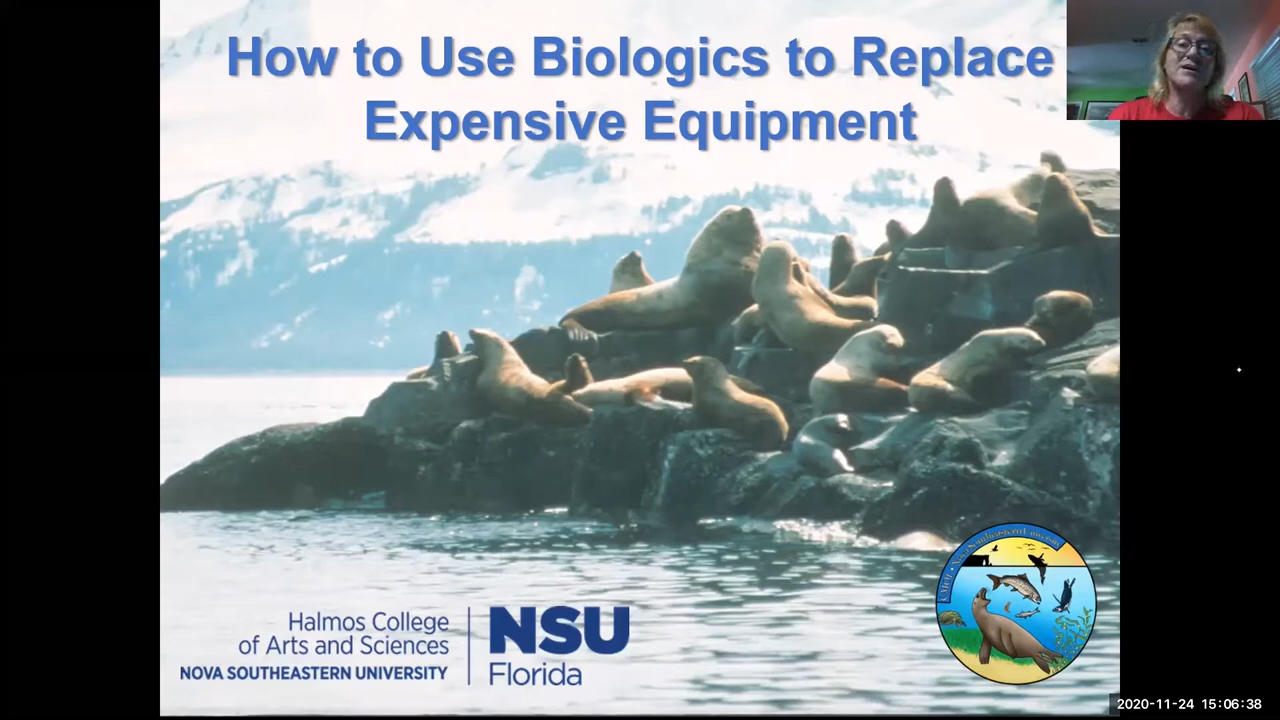 How to Use Biologics to Replace
Expensive Equipment
Halmos College
of Arts and Sciences
NOVA SOUTHEASTERN UNIVERSITY
NSU
Florida
2020-11-24 15:06:38